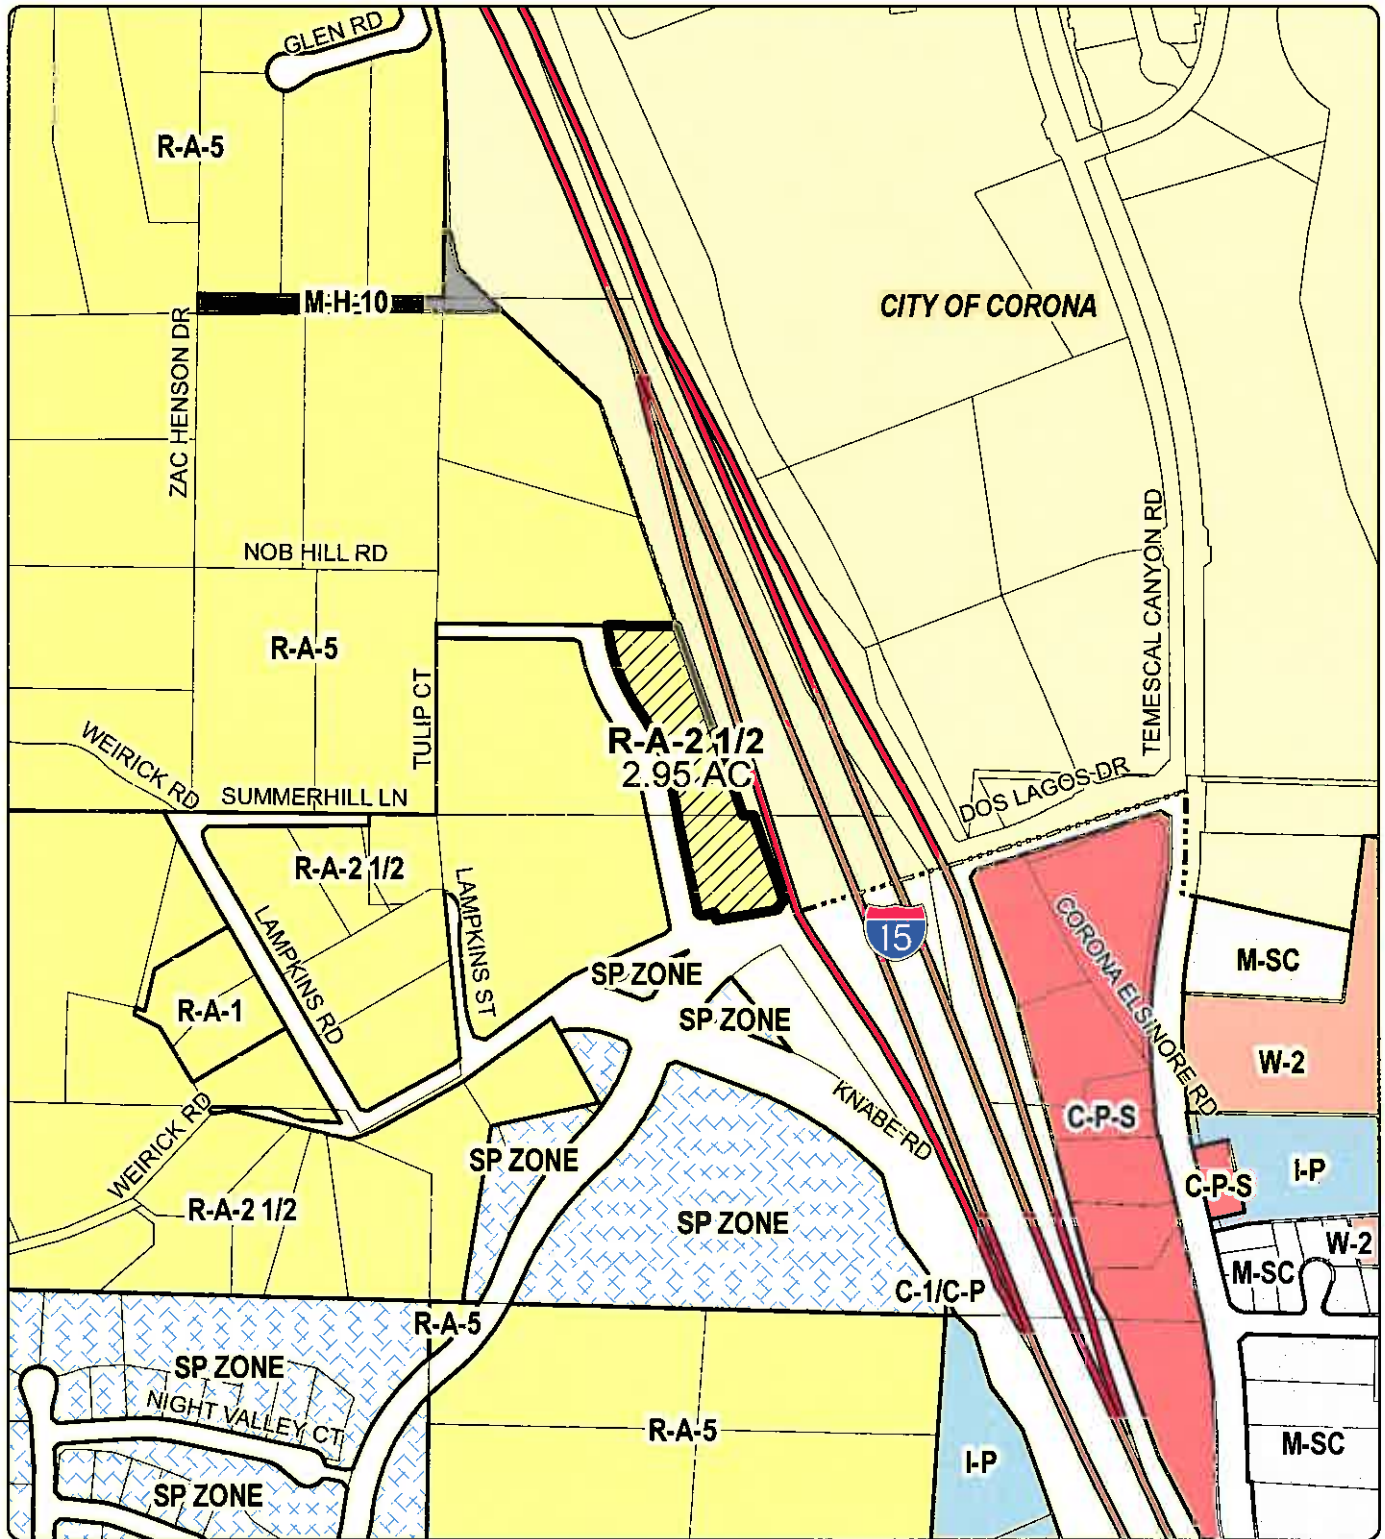 GLEN RD
R-A-5
M-H-10
CITY OF CORONA
ZAC HENSON DR
NOB HILL RD
TEMESCAL CANYON RD
R-A-5
TULIP CT
WEIRICK RD
R-A-2 1/2
2.95 AC
SUMMERHILL LN
DOS LAGOS DR
R-A-2 1/2
LAMPKINS ST
LAMPKINS RD
CORONA ELSINORE RD
15
M-SC
SP ZONE
R-A-1
SP ZONE
W-2
KNABE RD
C-P-S
WEIRICK RD
SP ZONE
I-P
C-P-S
R-A-2 1/2
SP ZONE
W-2
M-SC
C-1/C-P
R-A-5
SP ZONE
NIGHT VALLEY CT
R-A-5
M-SC
I-P
SP ZONE